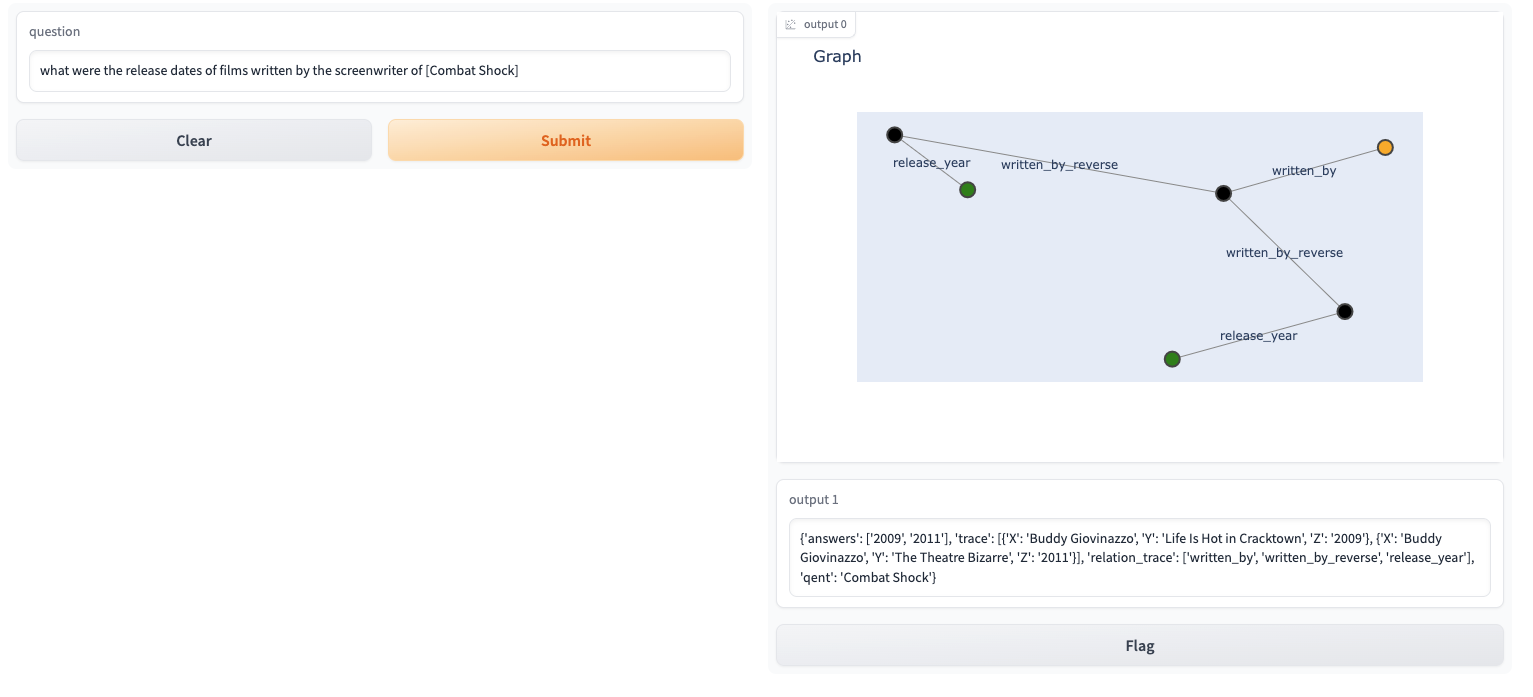 question
what were the release dates of films written by the screenwriter of [Combat Shock]
Clear
Submit
output 0
Graph
release_year
written_by_reverse
written_by
written_by_reverse
release_year
output 1
{'answers': ['2009', '2011'], 'trace': [{'X': 'Buddy Giovinazzo', 'Y': 'Life Is Hot in Cracktown', 'Z': '2009'}, {'X': 'Buddy
Giovinazzo', 'Y': 'The Theatre Bizarre', 'Z': '2011'}], 'relation_trace': ['written_by', 'written_by_reverse', 'release_year'],
'qent': 'Combat Shock'}
Flag